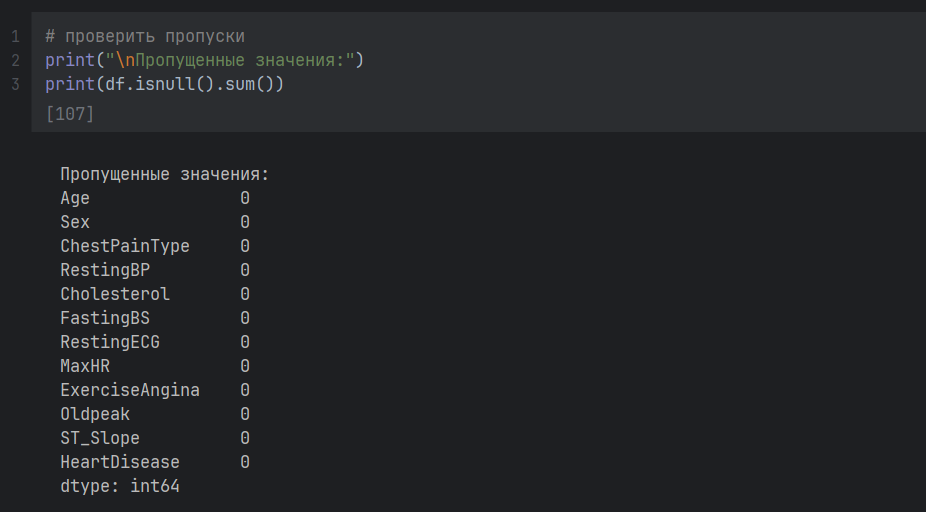 1 # проверить пропуски
2 print("\nПропущенные значения:")
3 print(df.isnull().sum())
[107]
Пропущенные значения:
Age 0
Sex 0
ChestPainType 0
RestingBP 0
Cholesterol 0
FastingBS 0
RestingECG 0
MaxHR 0
ExerciseAngina 0
Oldpeak 0
ST_Slope 0
HeartDisease 0
dtype: int64